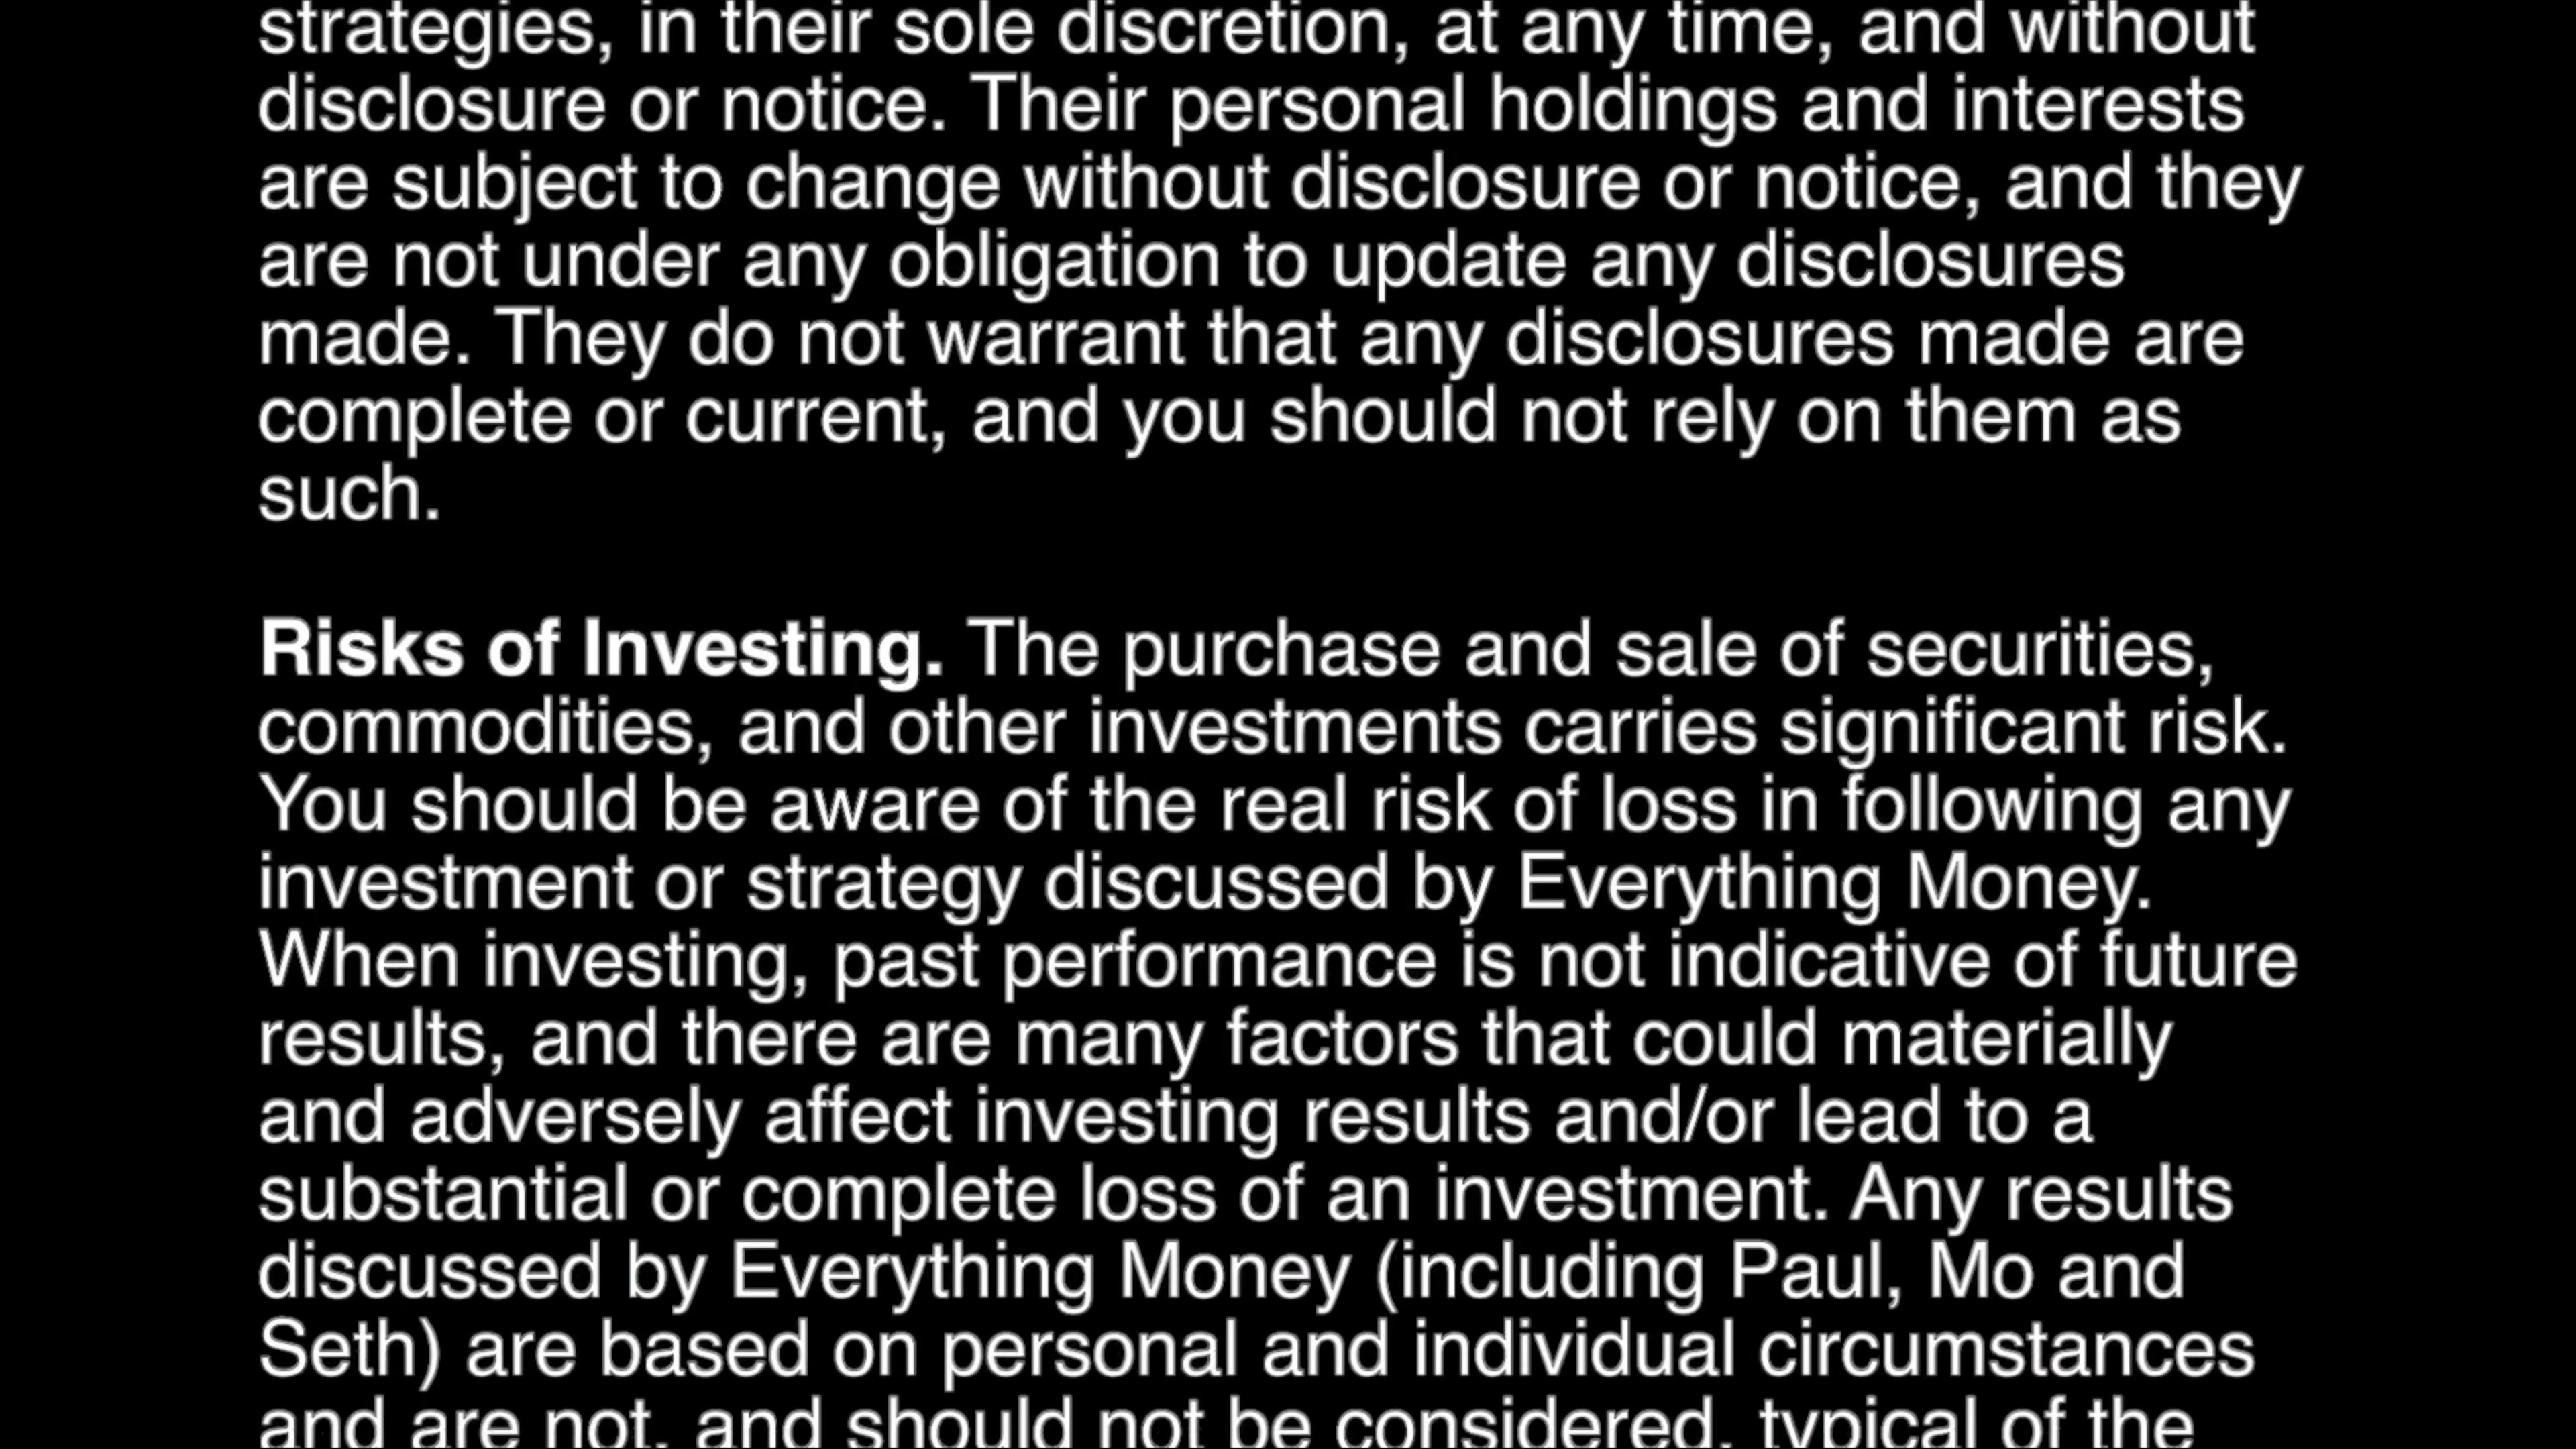 strategies, in their sole discretion, at any time, and without
disclosure or notice. Their personal holdings and interests
are subject to change without disclosure or notice, and they
are not under any obligation to update any disclosures
made. They do not warrant that any disclosures made are
complete or current, and you should not rely on them as
such.
Risks of Investing. The purchase and sale of securities,
commodities, and other investments carries significant risk.
You should be aware of the real risk of loss in following any
investment or strategy discussed by Everything Money.
When investing, past performance is not indicative of future
results, and there are many factors that could materially
and adversely affect investing results and/or lead to a
substantial or complete loss of an investment. Any results
discussed by Everything Money (including Paul, Mo and
Seth) are based on personal and individual circumstances
and are not, and should not be considered, typical of the